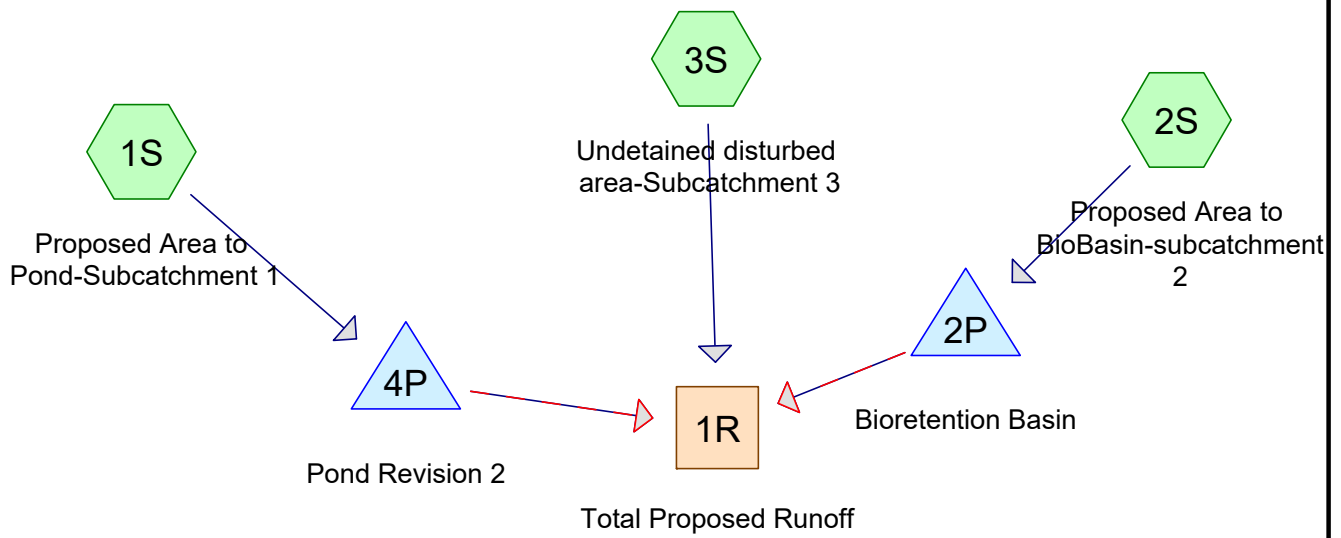 3S
2S
1S
Undetained disturbed
area-Subcatchment 3
Proposed Area to
BioBasin-subcatchment
2
Proposed Area to
Pond-Subcatchment 1
2P
4P
1R
Bioretention Basin
Pond Revision 2
Total Proposed Runoff